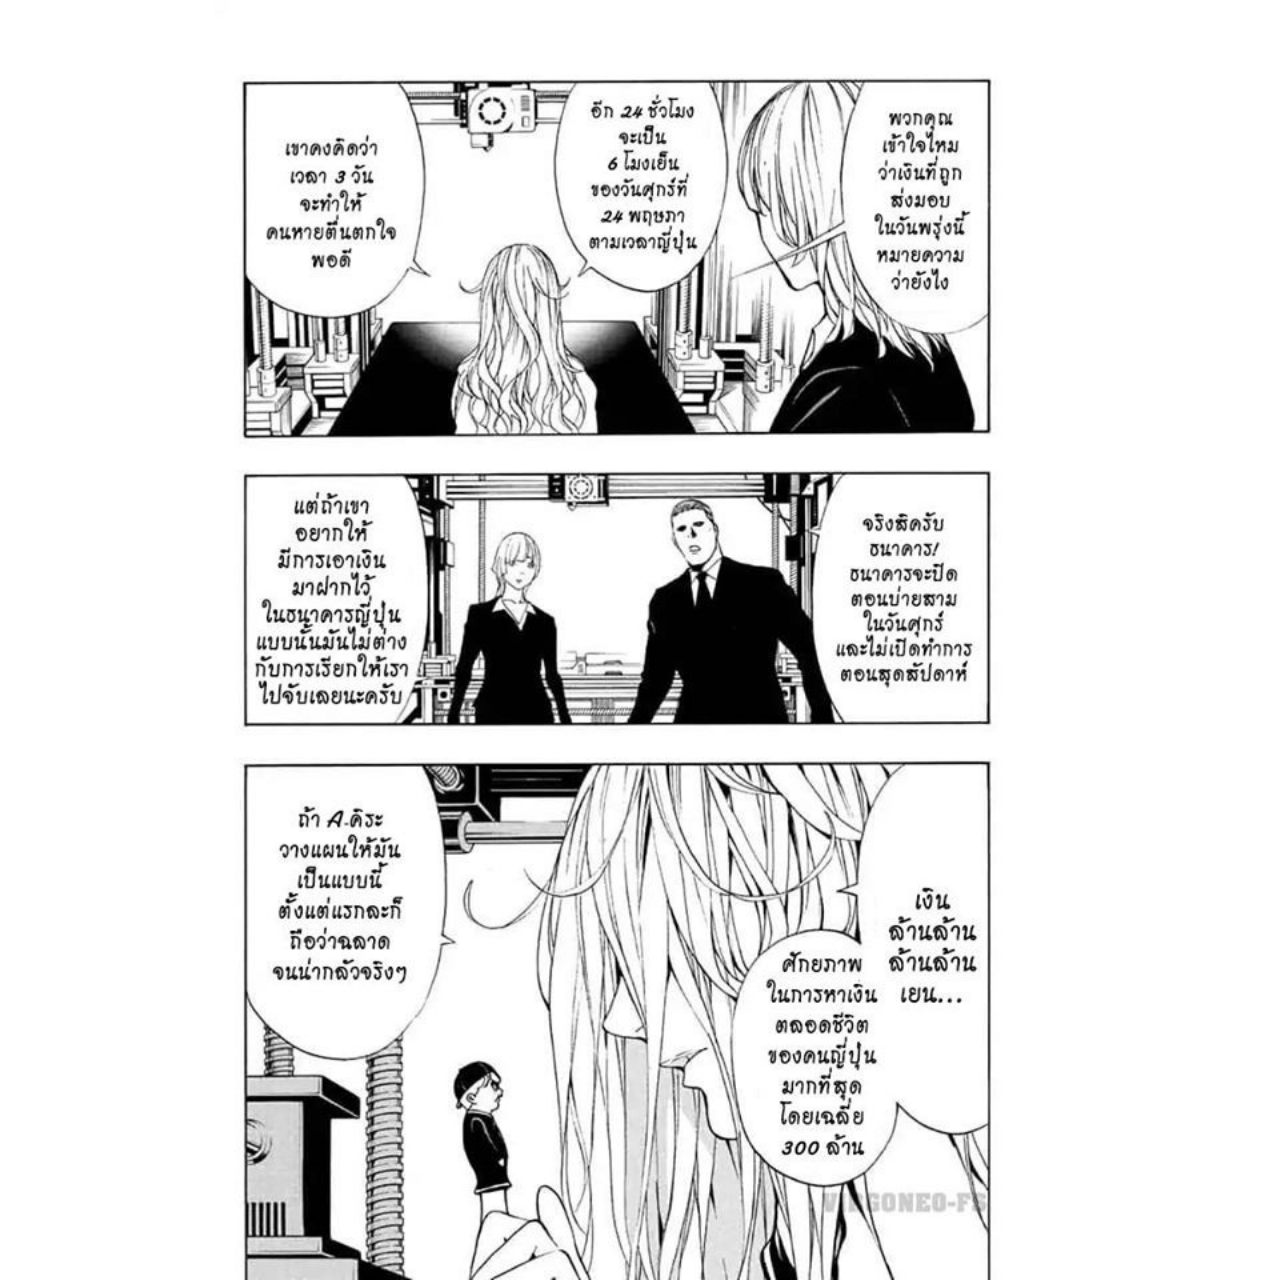 พวกคุณ
เข้าใจไหม
ว่าเงินที่ถูก
ส่งมอบ
ในวันพรุ่งนี้
หมายความ
ว่ายังไง
อีก 24 ชั่วโมง
จะเป็น
6 โมงเย็น
ของวันศุกร์ที่
24 พฤษภา
ตามเวลาญี่ปุ่น
เขาคงคิดว่า
เวลา 3 วัน
จะทำให้
คนหายตื่นตกใจ
พอดี
จริงสิครับ
ธนาคาร!
ธนาคารจะปิด
ตอนบ่ายสาม
ในวันศุกร์
และไม่เปิดทำการ
ตอนสุดสัปดาห์
แต่ถ้าเขา
อยากให้
มีการเอาเงิน
มาฝากไว้
ในธนาคารญี่ปุ่น
แบบนั้นมันไม่ต่าง
กับการเรียกให้เรา
ไปจับเลยนะครับ
เงิน
ล้านล้าน
ล้านล้าน
เยน...
ศักยภาพ
ในการหาเงิน
ตลอดชีวิต
ของคนญี่ปุ่น
มากที่สุด
โดยเฉลี่ย
300 ล้าน
ถ้า A-คิระ
วางแผนให้มัน
เป็นแบบนี้
ตั้งแต่แรกละก็
ถือว่าฉลาด
จนน่ากลัวจริงๆ
VIRGONEO-FS